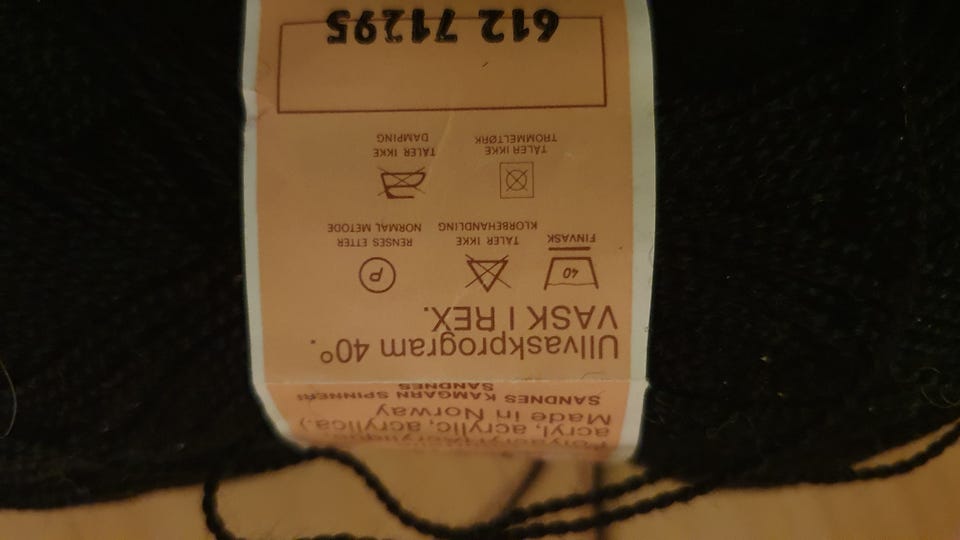 acryl, acrylic, acrylica.)
Made in Norway
SANDNES KAMGARN SPINNERI
SANDNES
Ullvaskprogram 40°.
VASK I REX.
40
P
FINVASK
TÅLER IKKE
KLORBEHANDLING
RENSES ETTER
NORMAL METODE
TÅLER IKKE
TROMMELTØRK
TÅLER IKKE
DAMPING
612 71295